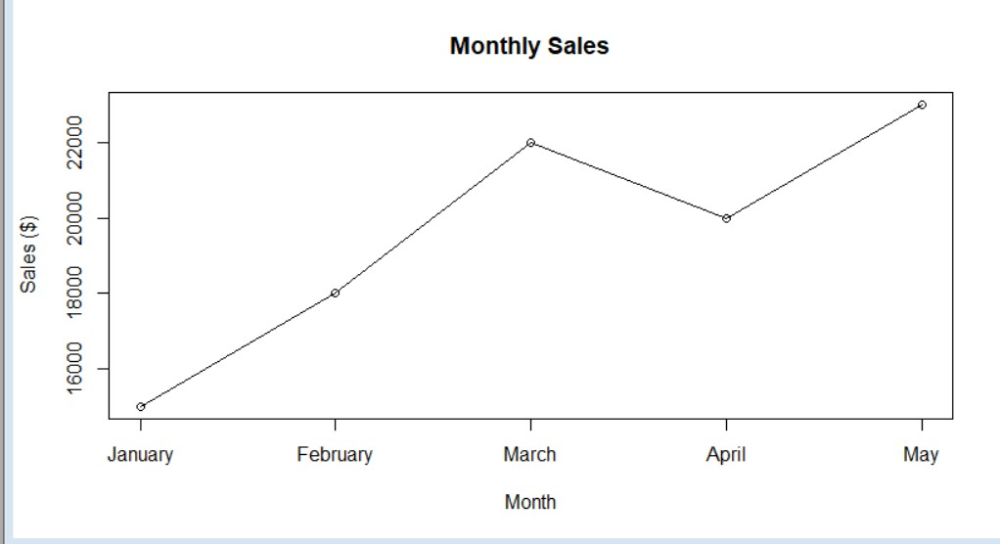 Monthly Sales
22000
20000
18000
16000
Sales ($)
January February March April May
Month